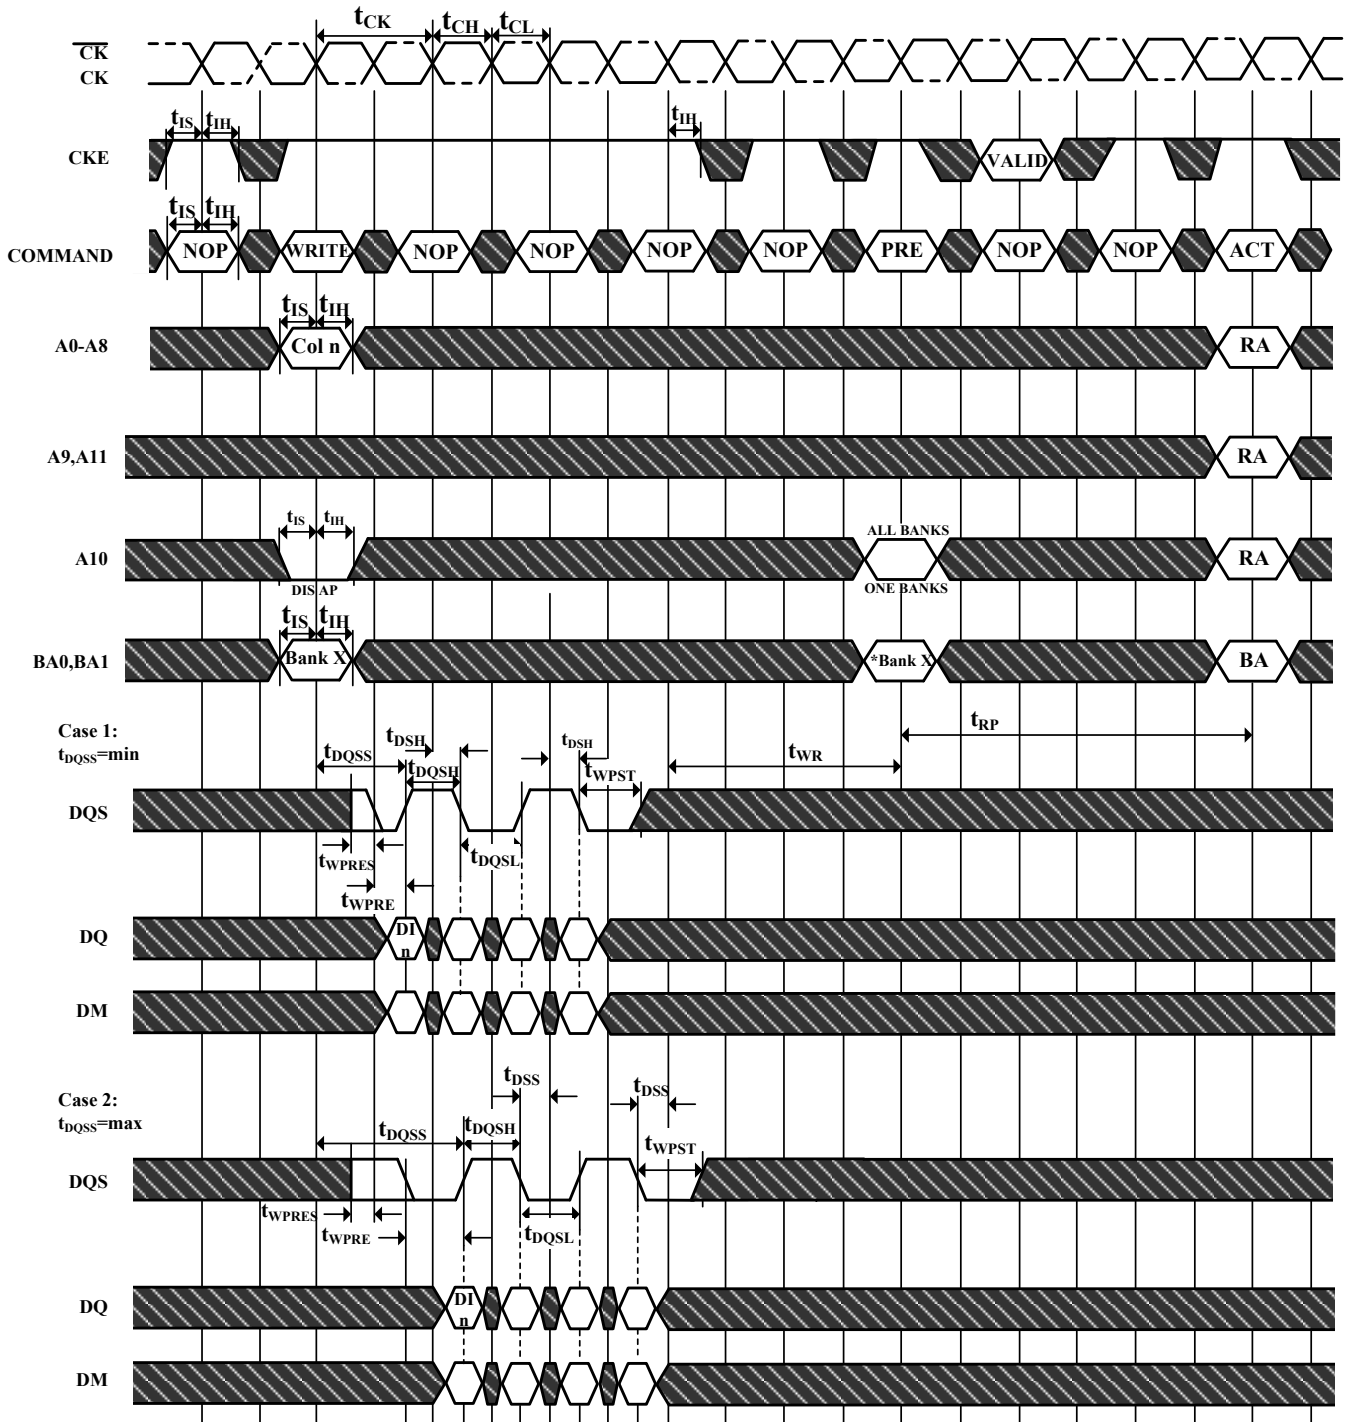 tCK tCH tCL
CK
CK
tIS tIH tIH
CKE VALID
tIS tIH
COMMAND NOP WRITE NOP NOP NOP NOP PRE NOP NOP ACT
tIS tIH
A0-A8 Col n RA
A9,A11 RA
tIS tIH ALL BANKS
A10 RA
DIS AP ONE BANKS
tIS tIH
BA0,BA1 Bank X *Bank X BA
Case 1:
tDQSS=min
tDQSS tDSH tDQSH tDSH tWPST tWR tRP
DQS
tWPRES tDQSL
tWPRE
DQ DI
n
DM
Case 2:
tDQSS=max
tDSS tDSS
tDQSS tDQSH tWPST
DQS
tWPRES tWPRE tDQSL
DQ DI
n
DM